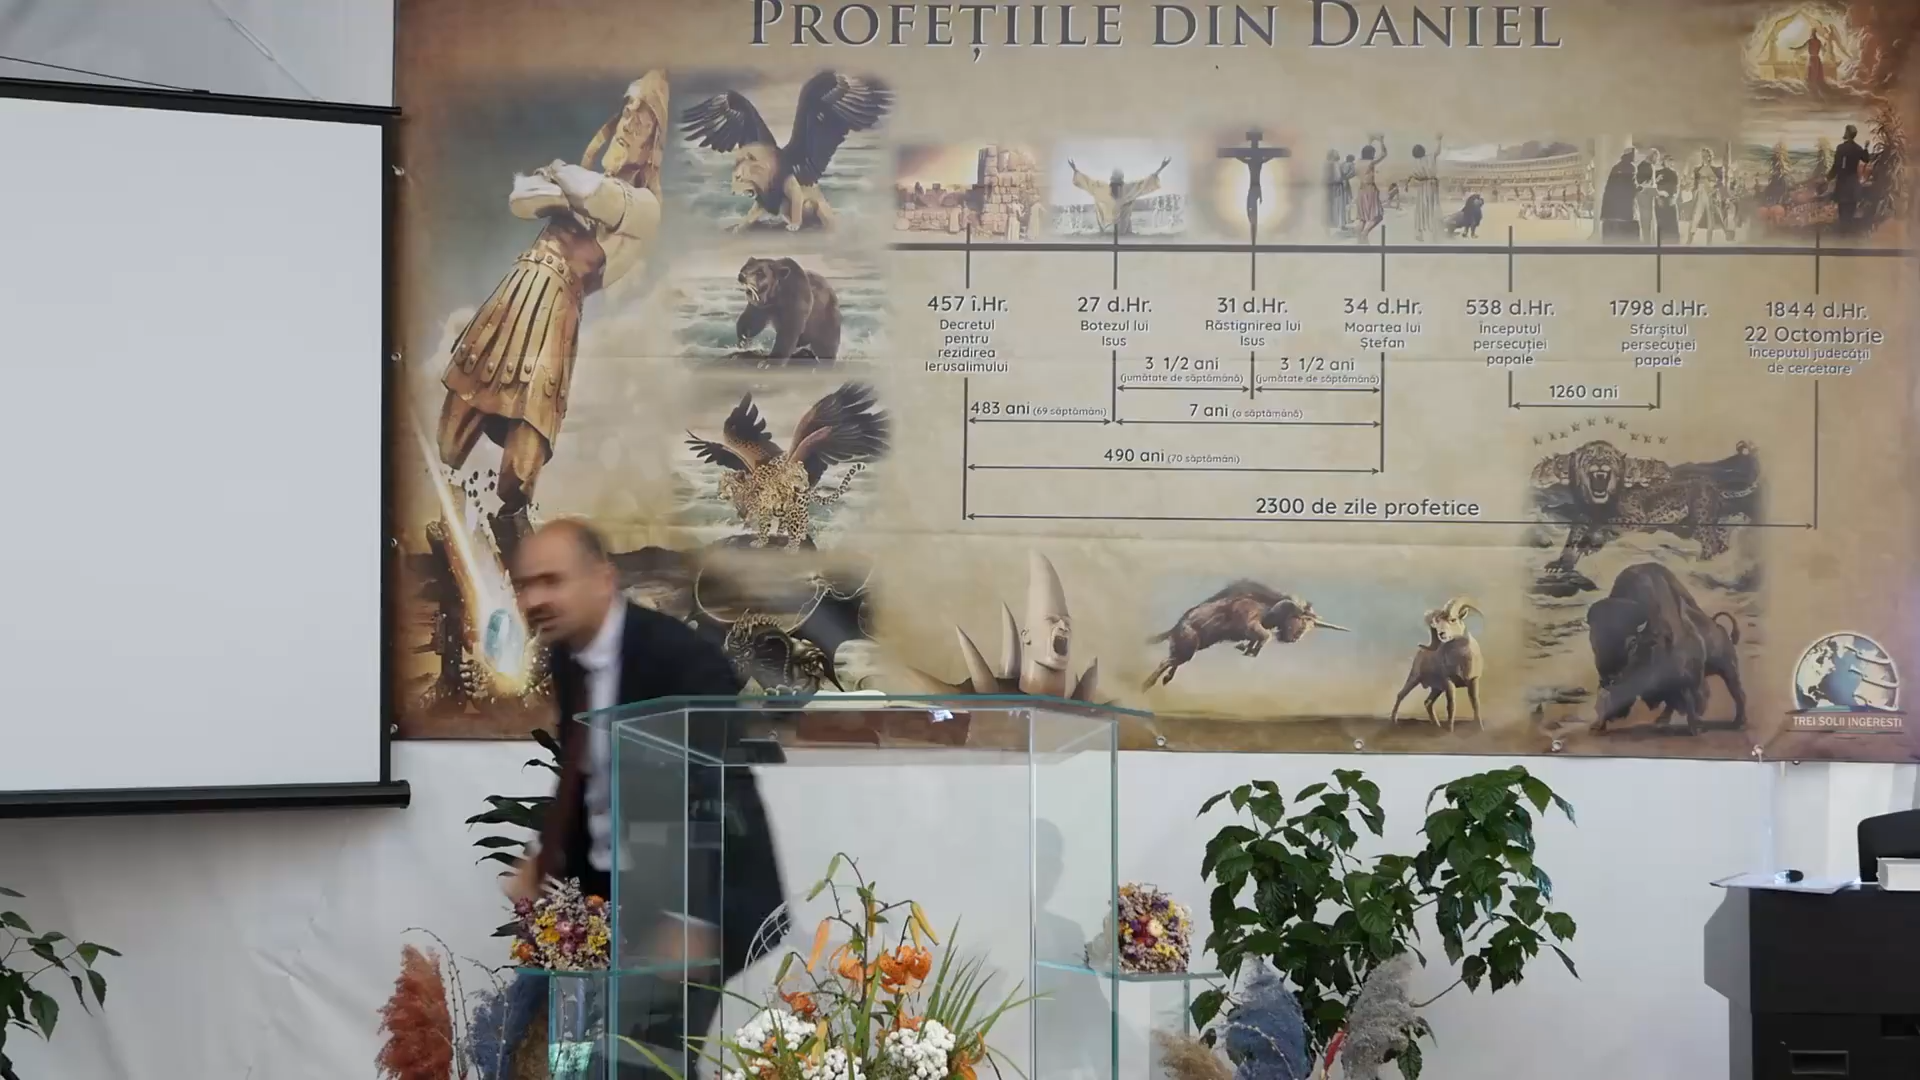 PROFEȚIILE DIN DANIEL
457 î.Hr.
Decretul
pentru
rezidirea
Ierusalimului
27 d.Hr.
Botezul lui
Isus
31 d.Hr.
Răstignirea lui
Isus
34 d.Hr.
Moartea lui
Ștefan
538 d.Hr.
Începutul
persecuției
papale
1798 d.Hr.
Sfârșitul
persecuției
papale
1844 d.Hr.
22 Octombrie
Începutul judecății
de cercetare
3 1/2 ani
(jumătate de săptămână)
3 1/2 ani
(jumătate de săptămână)
1260 ani
483 ani (69 săptămâni)
7 ani (o săptămână)
490 ani (70 săptămâni)
2300 de zile profetice
TREI SOLII ÎNGEREȘTI